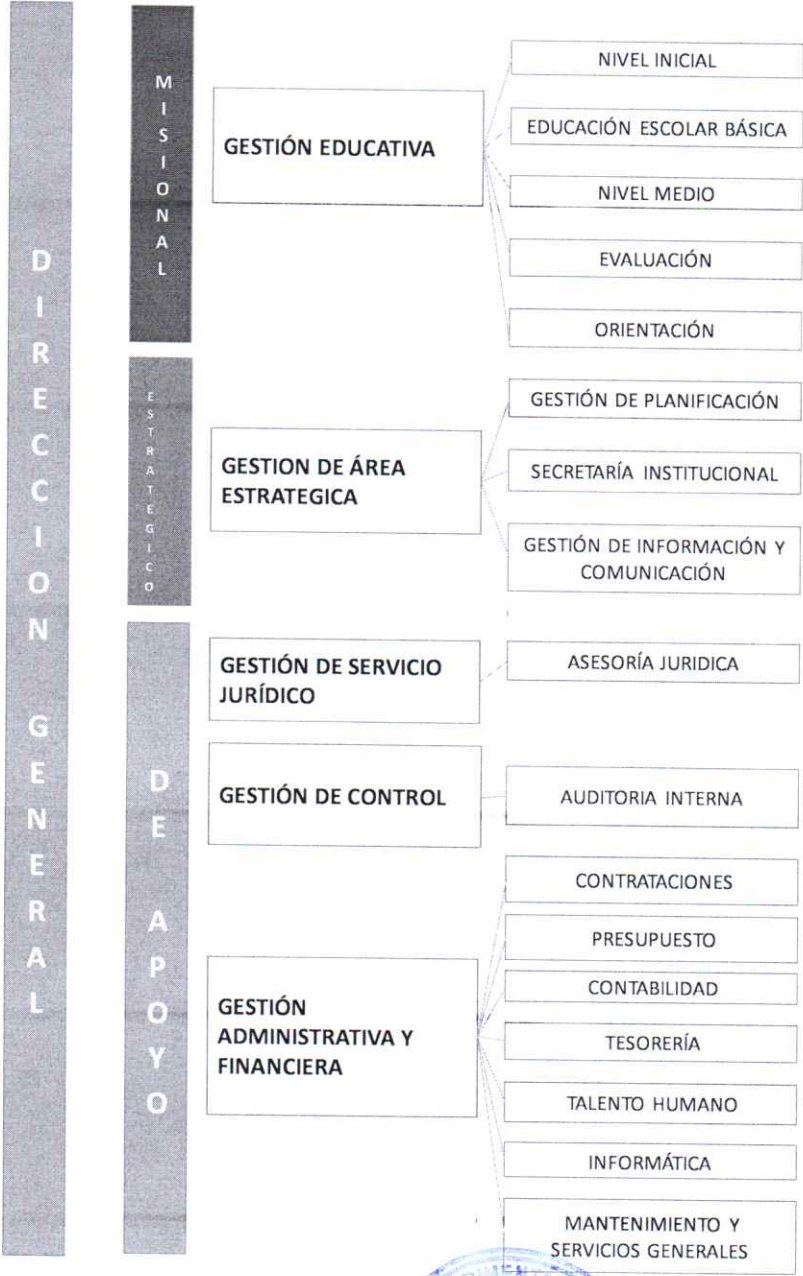 DIRECCION GENERAL
MISIONAL
GESTIÓN EDUCATIVA
NIVEL INICIAL
EDUCACIÓN ESCOLAR BÁSICA
NIVEL MEDIO
EVALUACIÓN
ORIENTACIÓN
ESTRATEGICO
GESTION DE ÁREA
ESTRATEGICA
GESTIÓN DE PLANIFICACIÓN
SECRETARÍA INSTITUCIONAL
GESTIÓN DE INFORMACIÓN Y
COMUNICACIÓN
DE APOYO
GESTIÓN DE SERVICIO
JURÍDICO
ASESORÍA JURIDICA
GESTIÓN DE CONTROL
AUDITORIA INTERNA
GESTIÓN
ADMINISTRATIVA Y
FINANCIERA
CONTRATACIONES
PRESUPUESTO
CONTABILIDAD
TESORERÍA
TALENTO HUMANO
INFORMÁTICA
MANTENIMIENTO Y
SERVICIOS GENERALES